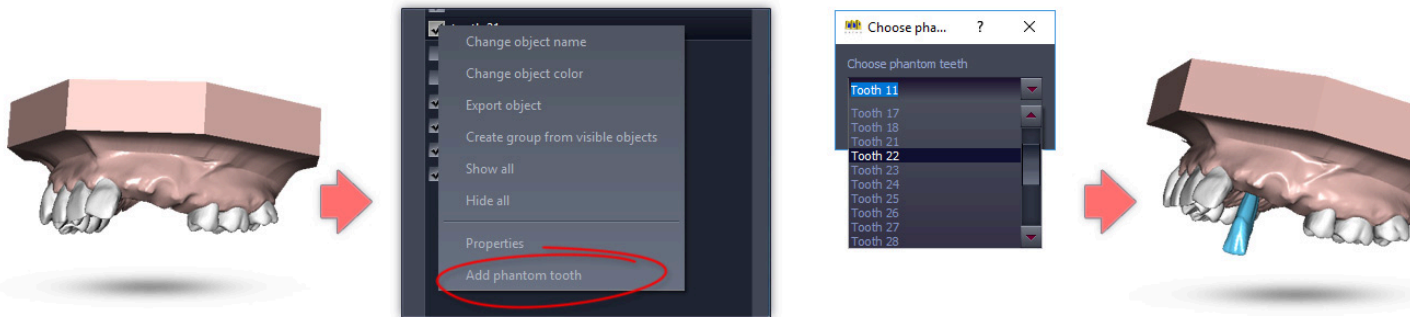 Change object name
Change object color
Export object
Create group from visible objects
Show all
Hide all
Properties
Add phantom tooth
Choose pha... ? ×
Choose phantom teeth
Tooth 11
Tooth 17
Tooth 18
Tooth 21
Tooth 22
Tooth 23
Tooth 24
Tooth 25
Tooth 26
Tooth 27
Tooth 28